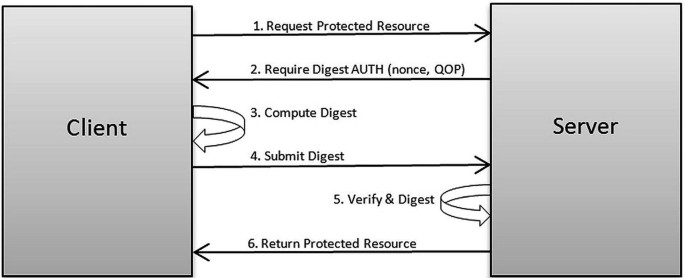 1. Request Protected Resource
2. Require Digest AUTH (nonce, QOP)
3. Compute Digest
Client
Server
4. Submit Digest
5. Verify & Digest
6. Return Protected Resource